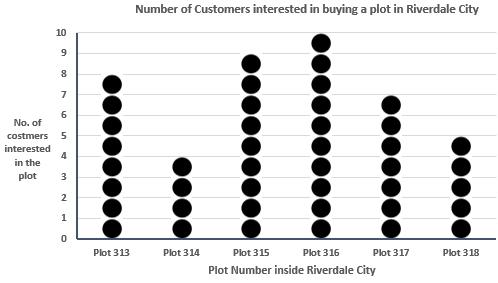 Number of Customers interested in buying a plot in Riverdale City
10
9
8
7
6
5
4
3
2
1
0
No. of
costmers
interested
in the
plot
Plot 313 Plot 314 Plot 315 Plot 316 Plot 317 Plot 318
Plot Number inside Riverdale City